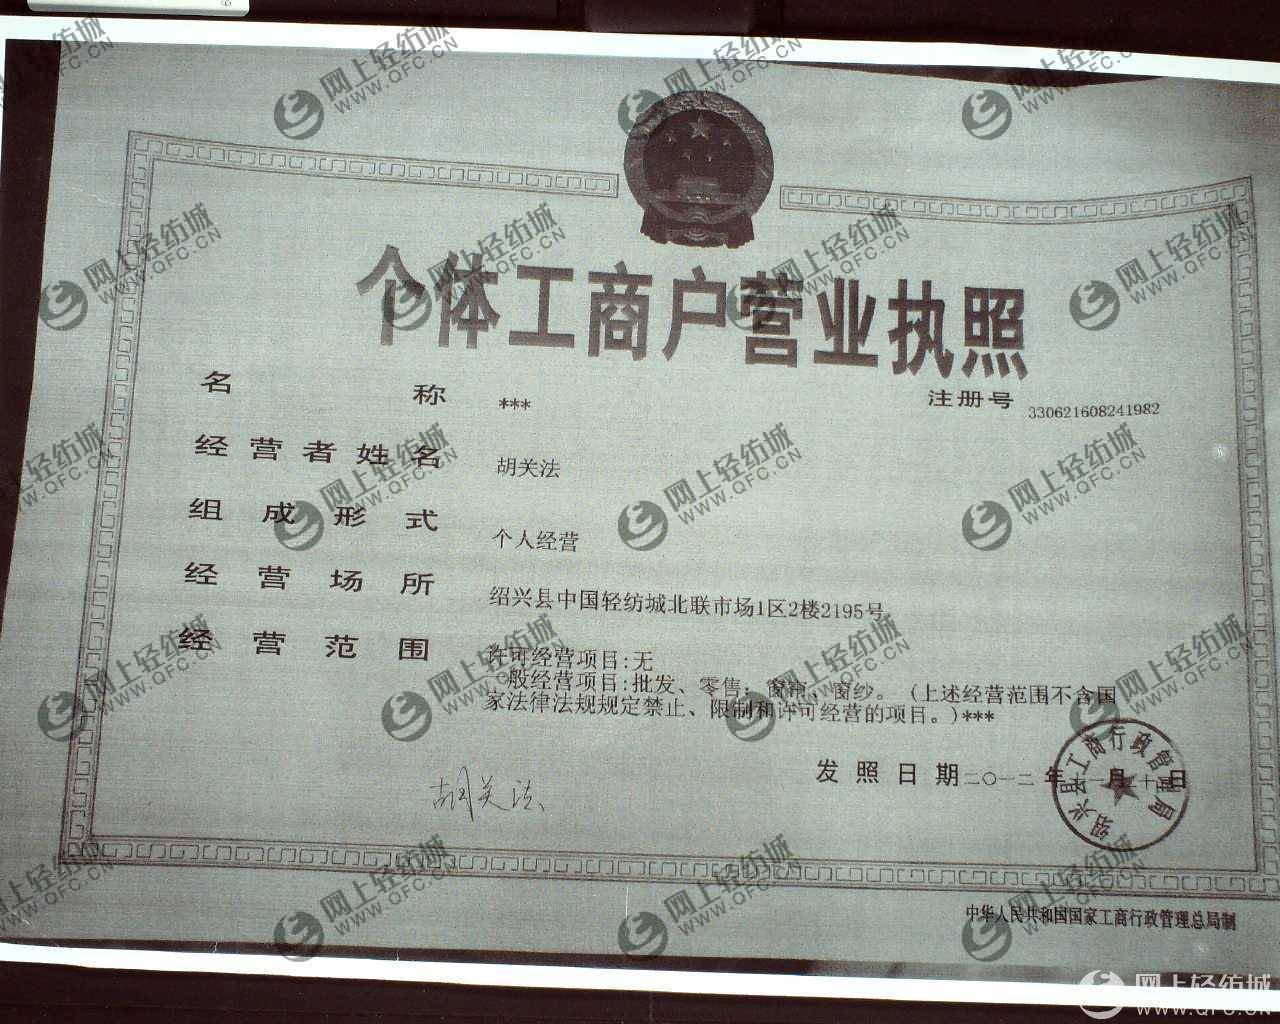 个体工商户营业执照
注册号 330621608241982
名称 ***
经营者姓名 胡关法
组成形式 个人经营
经营场所 绍兴县中国轻纺城北联市场1区2楼2195号
经营范围 许可经营项目:无
一般经营项目:批发、零售：窗帘、窗纱。(上述经营范围不含国
家法律法规规定禁止、限制和许可经营的项目。)***
发照日期 二〇一二年十一月 日
绍兴县工商行政管理局
胡关法
中华人民共和国国家工商行政管理总局制
网上轻纺城
WWW.QFC.CN